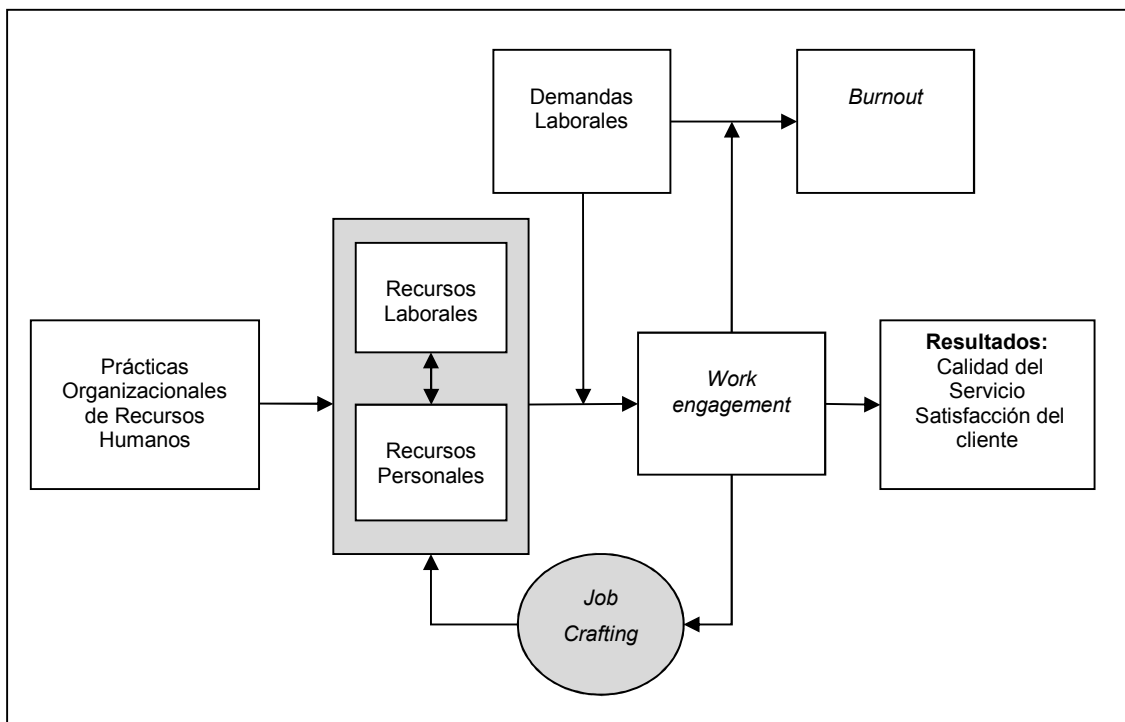 Demandas
Laborales
Burnout
Recursos
Laborales
Prácticas
Organizacionales
de Recursos
Humanos
Recursos
Personales
Work
engagement
Resultados:
Calidad del
Servicio
Satisfacción del
cliente
Job
Crafting